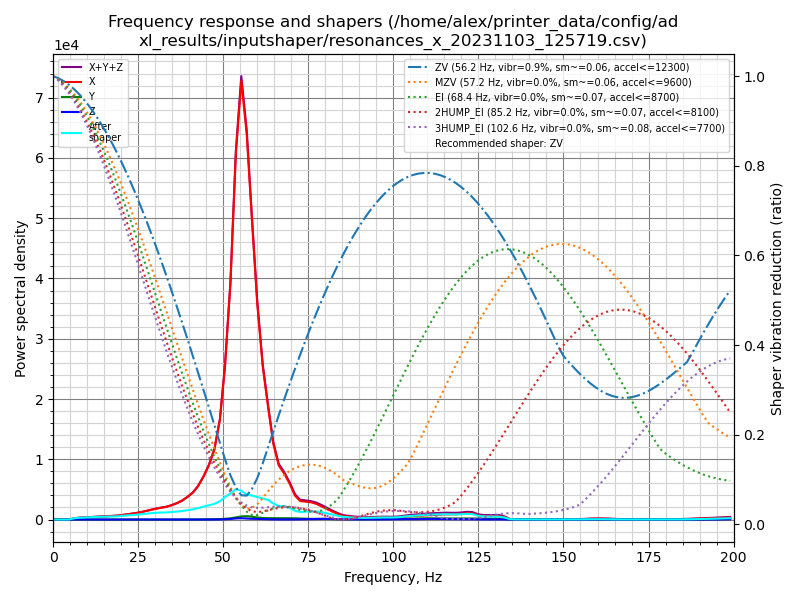 Frequency response and shapers (/home/alex/printer_data/config/ad
xl_results/inputshaper/resonances_x_20231103_125719.csv)
1e4
X+Y+Z
X
Y
Z
After
shaper
ZV (56.2 Hz, vibr=0.9%, sm~=0.06, accel<=12300)
MZV (57.2 Hz, vibr=0.0%, sm~=0.06, accel<=9600)
EI (68.4 Hz, vibr=0.0%, sm~=0.07, accel<=8700)
2HUMP_EI (85.2 Hz, vibr=0.0%, sm~=0.07, accel<=8100)
3HUMP_EI (102.6 Hz, vibr=0.0%, sm~=0.08, accel<=7700)
Recommended shaper: ZV
Power spectral density
7
6
5
4
3
2
1
0
1.0
0.8
0.6
0.4
0.2
0.0
Shaper vibration reduction (ratio)
0 25 50 75 100 125 150 175 200
Frequency, Hz